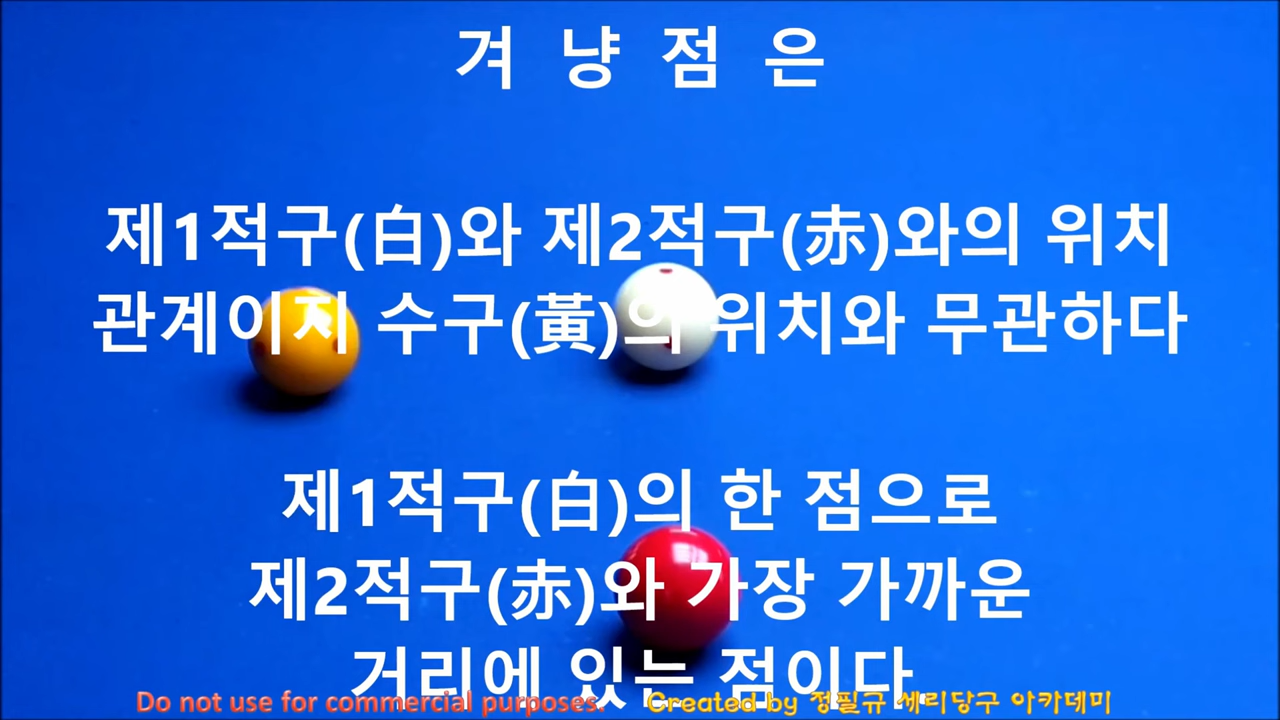 겨 냥 점 은
제1적구(白)와 제2적구(赤)와의 위치
관계이지 수구(黃)의 위치와 무관하다
제1적구(白)의 한 점으로
제2적구(赤)와 가장 가까운
거리에 있는 점이다.
Do not use for commercial purposes. Created by 정필규 세리당구 아카데미